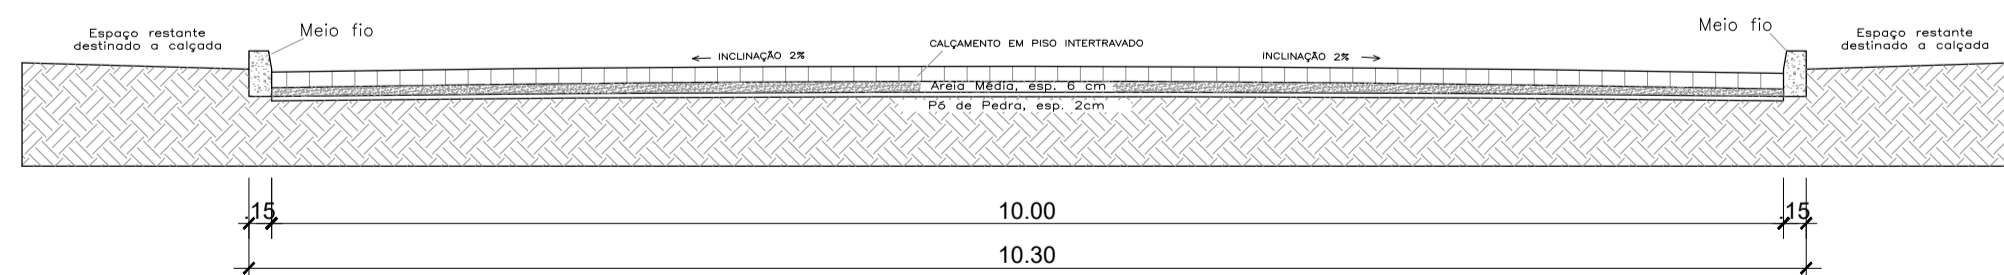 Espaço restante
destinado a calçada
Meio fio
INCLINAÇÃO 2%
CALÇAMENTO EM PISO INTERTRAVADO
INCLINAÇÃO 2%
Meio fio
Espaço restante
destinado a calçada
Areia Média, esp. 6 cm
Pó de Pedra, esp. 2cm
.15
10.00
.15
10.30